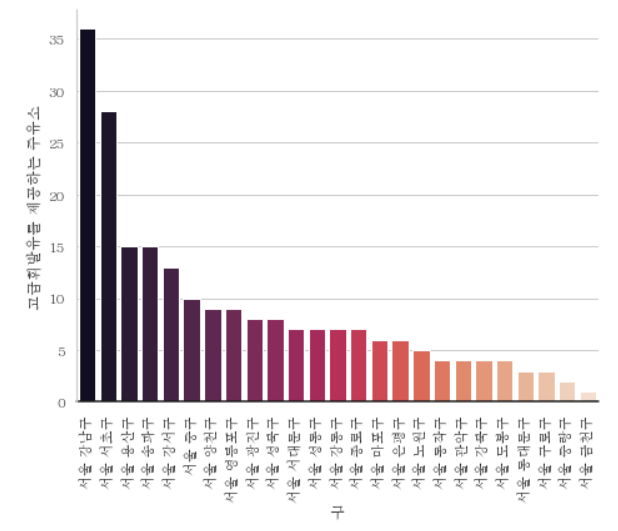 고급휘발유를 제공하는 주유소
35
30
25
20
15
10
5
0
서울 강남구
서울 서초구
서울 용산구
서울 송파구
서울 강서구
서울 중구
서울 양천구
서울 영등포구
서울 광진구
서울 성북구
서울 서대문구
서울 성동구
서울 강동구
서울 종로구
서울 마포구
서울 은평구
서울 노원구
서울 동작구
서울 관악구
서울 강북구
서울 도봉구
서울 동대문구
서울 구로구
서울 중랑구
서울 금천구
구